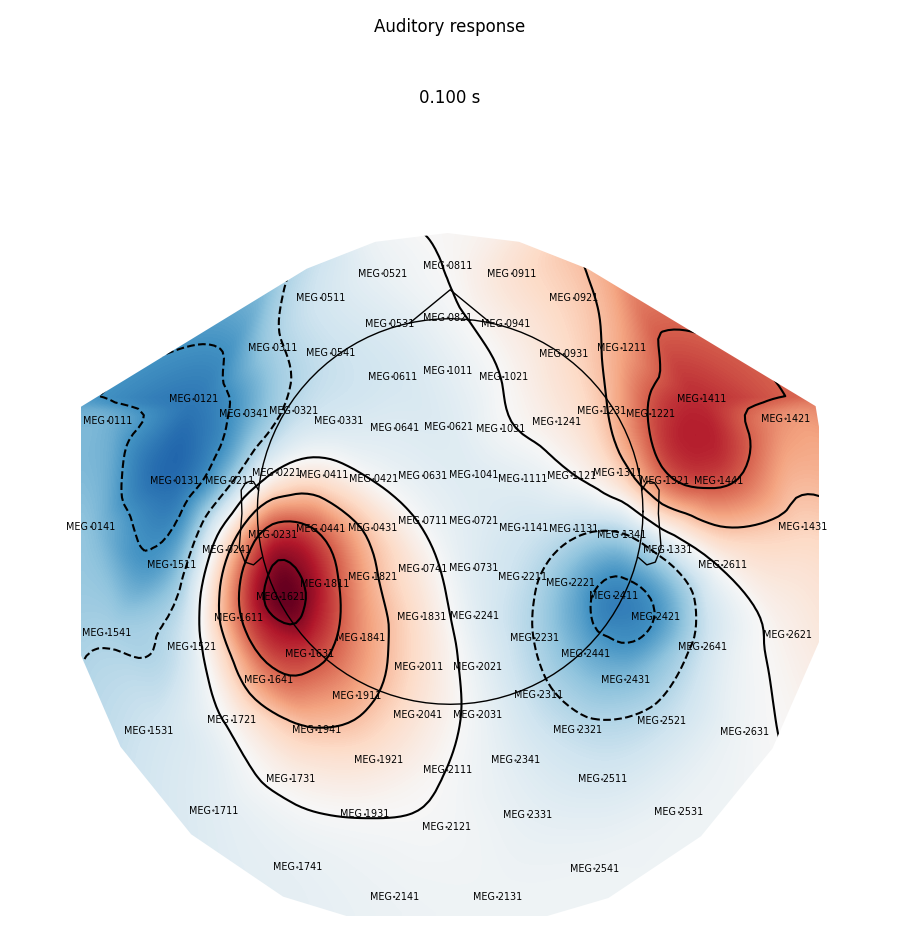 Auditory response
0.100 s
MEG 0811
MEG 0521 MEG 0911
MEG 0511 MEG 0921
MEG 0821
MEG 0531 MEG 0941
MEG 0311 MEG 1211
MEG 0541 MEG 0931
MEG 1011
MEG 0611 MEG 1021
MEG 0121 MEG 1411
MEG 0341 MEG 0321 MEG 1231 MEG 1221
MEG 0111 MEG 0331 MEG 1241 MEG 1421
MEG 0641 MEG 0621 MEG 1031
MEG 0221 MEG 0411 MEG 0631 MEG 1041 MEG 1121 MEG 1311
MEG 0131 MEG 0211 MEG 0421 MEG 1111 MEG 1321 MEG 1441
MEG 0711 MEG 0721
MEG 0141 MEG 0441 MEG 0431 MEG 1141 MEG 1131 MEG 1431
MEG 0231 MEG 1341
MEG 0241 MEG 1331
MEG 1511 MEG 0741 MEG 0731 MEG 2611
MEG 1811 MEG 1821 MEG 2211 MEG 2221
MEG 1621 MEG 2411
MEG 1611 MEG 1831 MEG 2241 MEG 2421
MEG 1541 MEG 1841 MEG 2231 MEG 2621
MEG 1521 MEG 1631 MEG 2441 MEG 2641
MEG 2011 MEG 2021
MEG 1641 MEG 2431
MEG 1911 MEG 2311
MEG 1721 MEG 2041 MEG 2031 MEG 2521
MEG 1531 MEG 1941 MEG 2321 MEG 2631
MEG 1921 MEG 2341
MEG 2111
MEG 1731 MEG 2511
MEG 1711 MEG 1931 MEG 2331 MEG 2531
MEG 2121
MEG 1741 MEG 2541
MEG 2141 MEG 2131